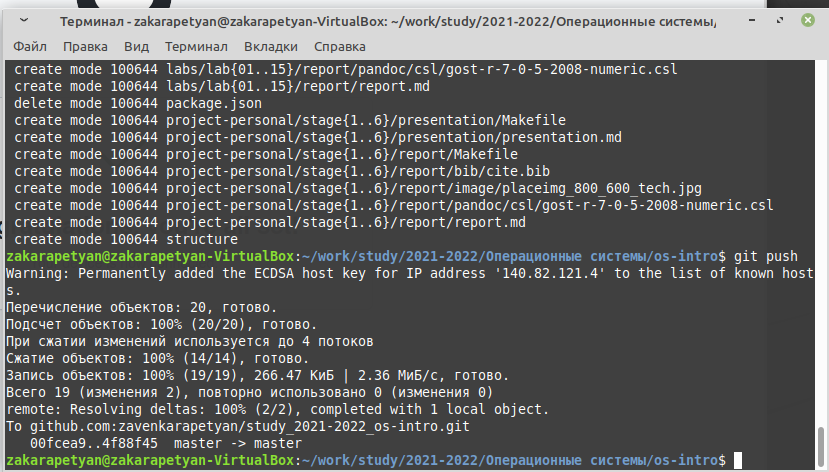 Терминал - zakarapetyan@zakarapetyan-VirtualBox: ~/work/study/2021-2022/Операционные системы/
Файл Правка Вид Терминал Вкладки Справка
create mode 100644 labs/lab{01..15}/report/pandoc/csl/gost-r-7-0-5-2008-numeric.csl
create mode 100644 labs/lab{01..15}/report/report.md
delete mode 100644 package.json
create mode 100644 project-personal/stage{1..6}/presentation/Makefile
create mode 100644 project-personal/stage{1..6}/presentation/presentation.md
create mode 100644 project-personal/stage{1..6}/report/Makefile
create mode 100644 project-personal/stage{1..6}/report/bib/cite.bib
create mode 100644 project-personal/stage{1..6}/report/image/placeimg_800_600_tech.jpg
create mode 100644 project-personal/stage{1..6}/report/pandoc/csl/gost-r-7-0-5-2008-numeric.csl
create mode 100644 project-personal/stage{1..6}/report/report.md
create mode 100644 structure
zakarapetyan@zakarapetyan-VirtualBox:~/work/study/2021-2022/Операционные системы/os-intro$ git push
Warning: Permanently added the ECDSA host key for IP address '140.82.121.4' to the list of known host
s.
Перечисление объектов: 20, готово.
Подсчет объектов: 100% (20/20), готово.
При сжатии изменений используется до 4 потоков
Сжатие объектов: 100% (14/14), готово.
Запись объектов: 100% (19/19), 266.47 КиБ | 2.36 МиБ/с, готово.
Всего 19 (изменения 2), повторно использовано 0 (изменения 0)
remote: Resolving deltas: 100% (2/2), completed with 1 local object.
To github.com:zavenkarapetyan/study_2021-2022_os-intro.git
00fcea9..4f88f45 master -> master
zakarapetyan@zakarapetyan-VirtualBox:~/work/study/2021-2022/Операционные системы/os-intro$